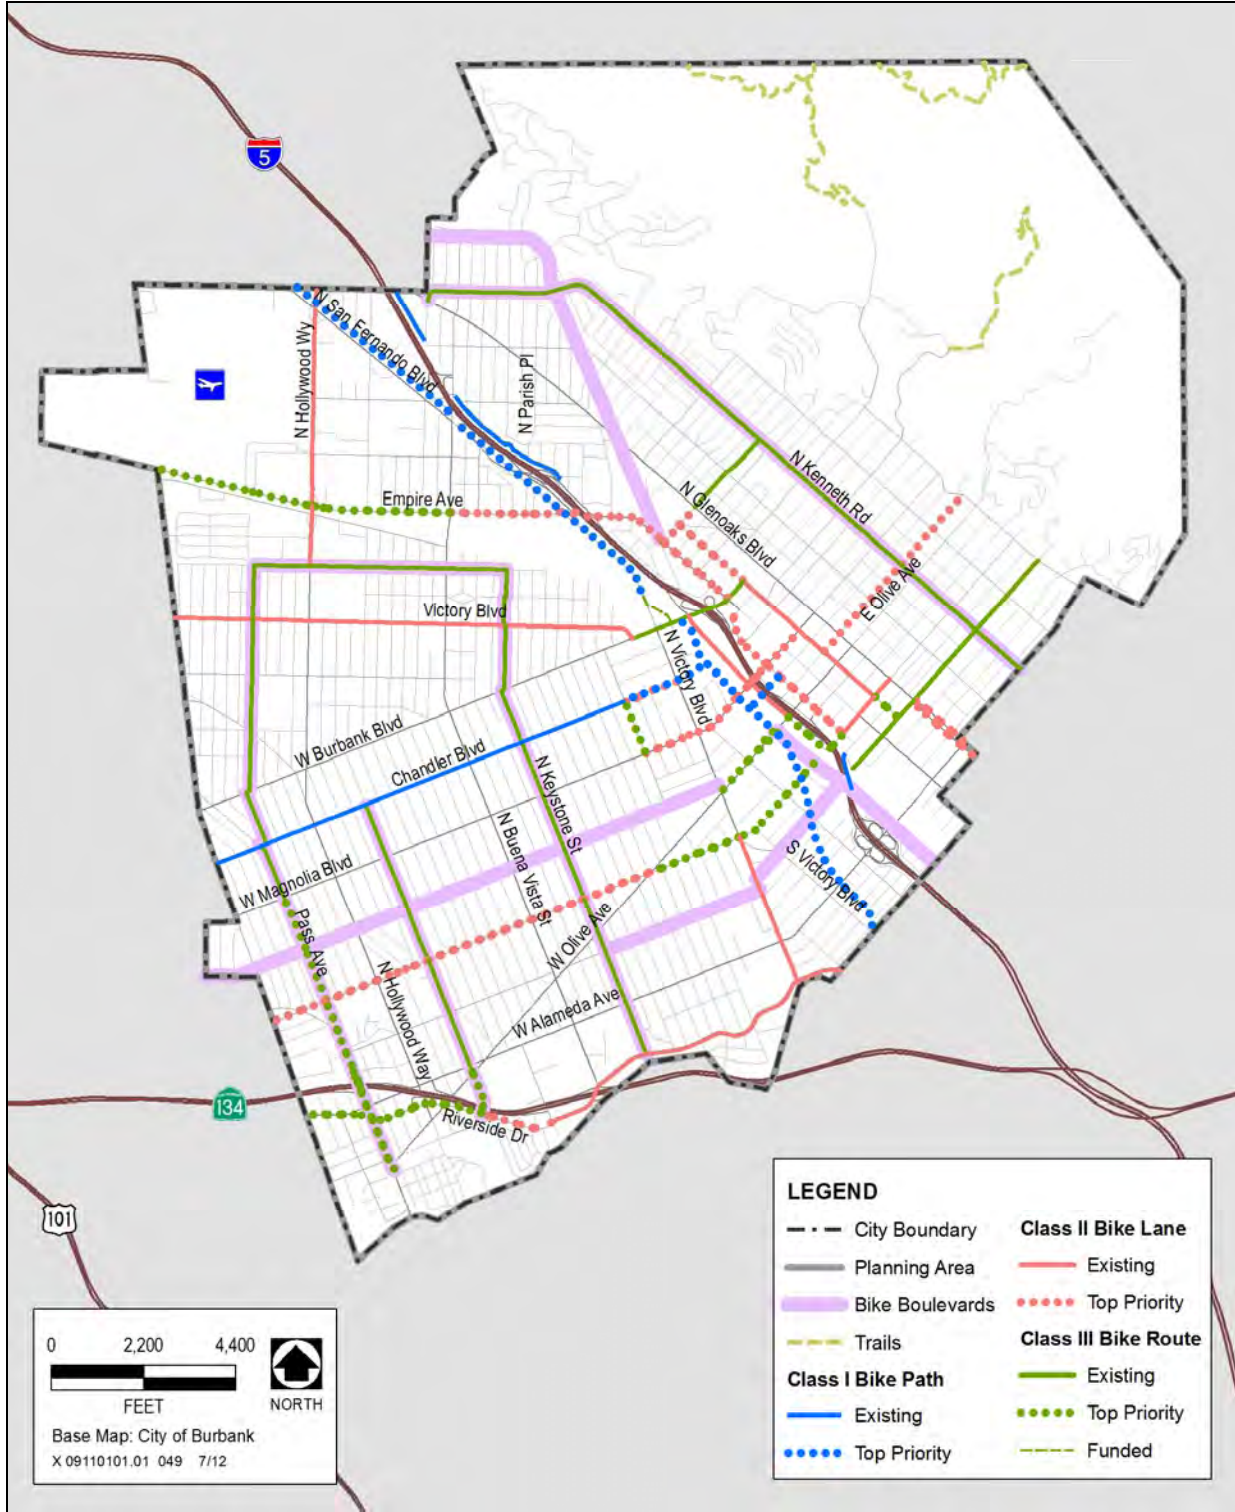 5
N San Fernando Blvd
N Hollywood Wy
N Parish Pl
N Kenneth Rd
N Glenoaks Blvd
Empire Ave
E Olive Ave
Victory Blvd
N Victory Blvd
W Burbank Blvd
Chandler Blvd
N Keystone St
N Buena Vista St
W Magnolia Blvd
S Victory Blvd
Pass Ave
W Olive Ave
N Hollywood Way
W Alameda Ave
134
Riverside Dr
101
LEGEND
City Boundary
Planning Area
Bike Boulevards
Trails
Class I Bike Path
Existing
Top Priority
Class II Bike Lane
Existing
Top Priority
Class III Bike Route
Existing
Top Priority
Funded
0 2,200 4,400
FEET
NORTH
Base Map: City of Burbank
X 09110101.01 049 7/12